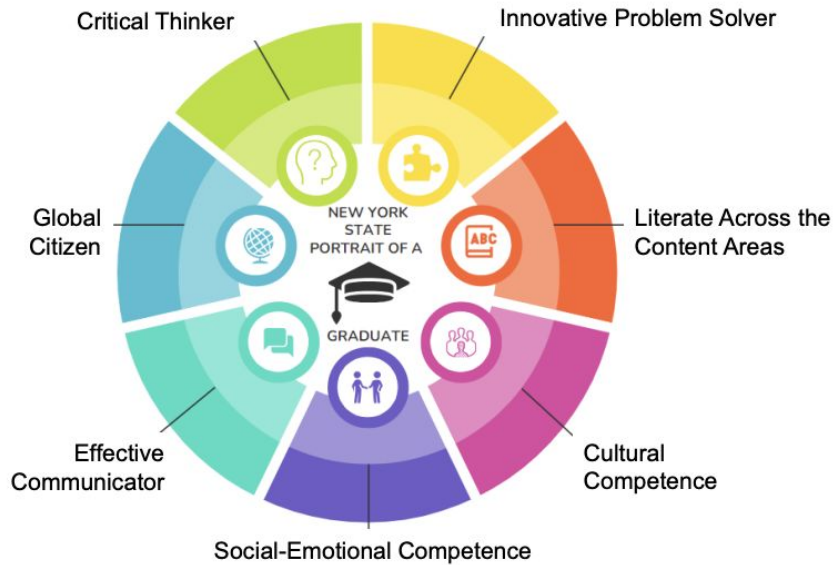 Critical Thinker
Innovative Problem Solver
Global
Citizen
NEW YORK
STATE
PORTRAIT OF A
GRADUATE
?
ABC
Literate Across the
Content Areas
Effective
Communicator
Cultural
Competence
Social-Emotional Competence